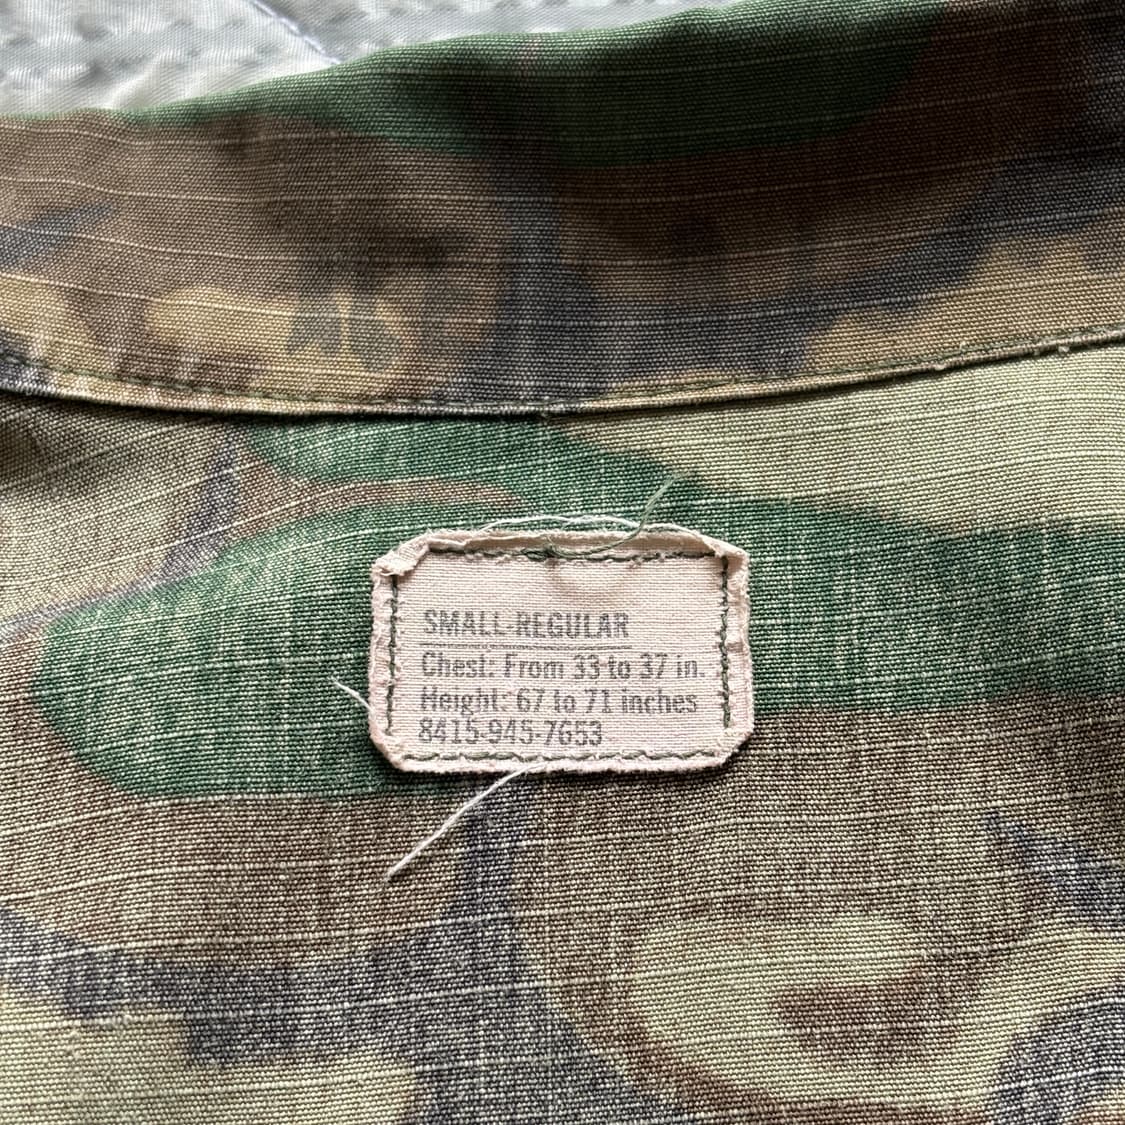 SMALL-REGULAR
Chest: From 33 to 37 in.
Height: 67 to 71 inches
8415-945-7653